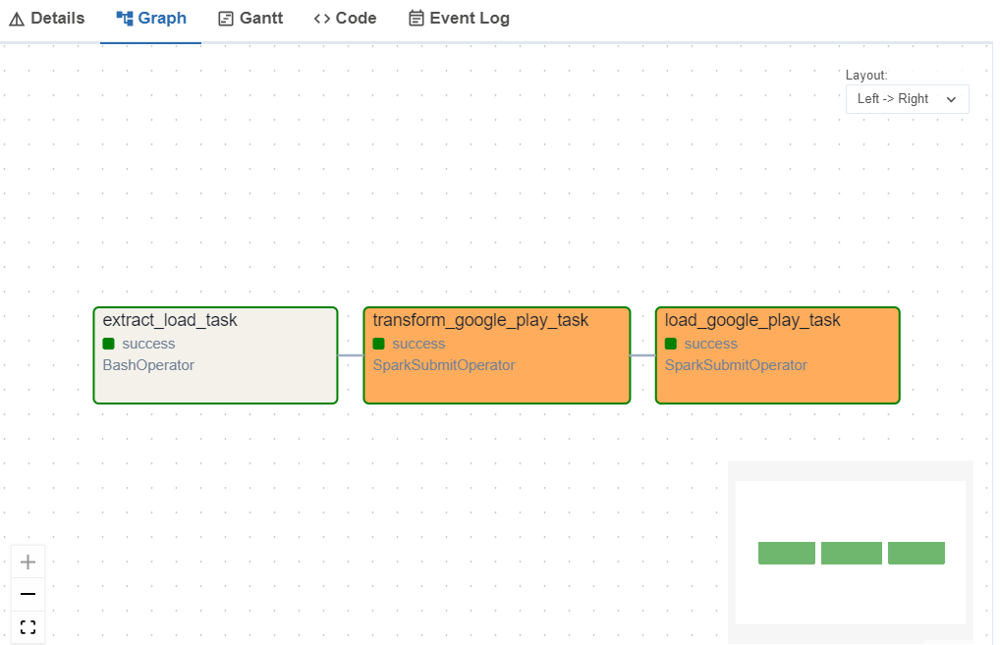 Details Graph Gantt Code Event Log
Layout:
Left -> Right
extract_load_task
success
BashOperator
transform_google_play_task
success
SparkSubmitOperator
load_google_play_task
success
SparkSubmitOperator